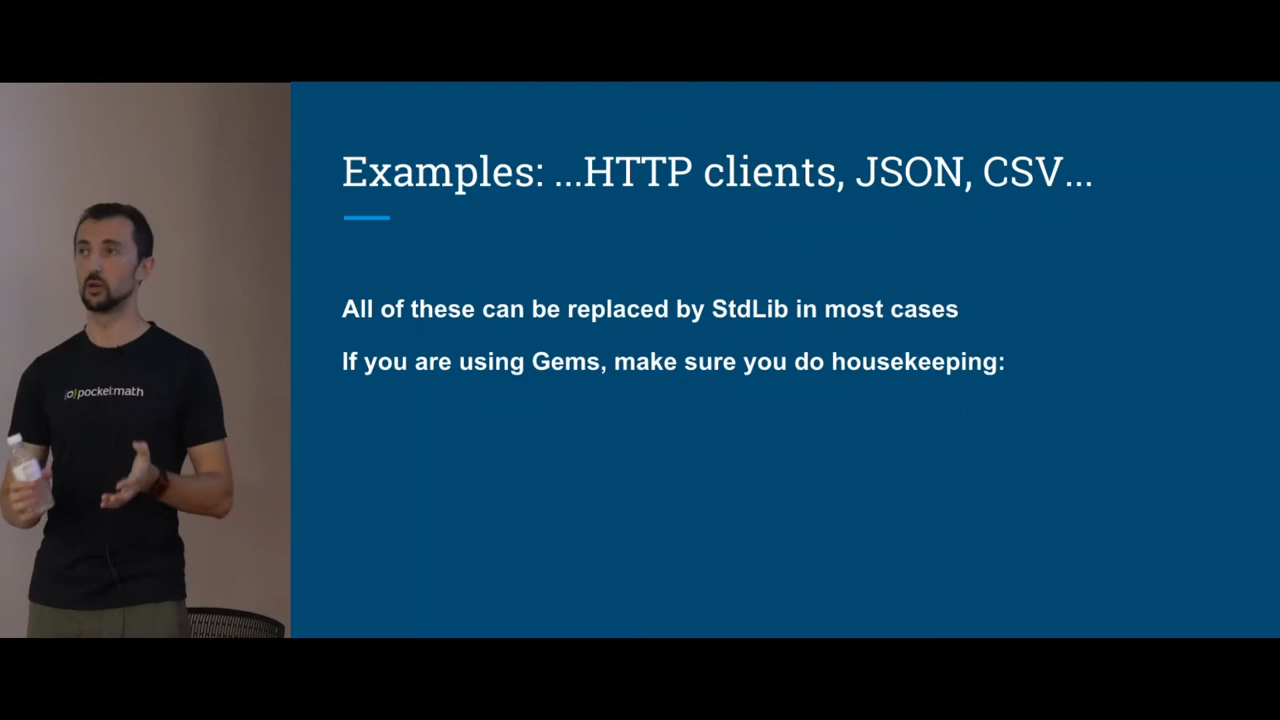 Examples: ...HTTP clients, JSON, CSV...
All of these can be replaced by StdLib in most cases
If you are using Gems, make sure you do housekeeping:
pocketmath